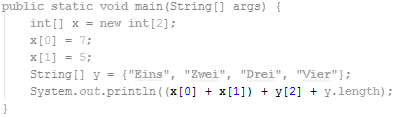 public static void main(String[] args) {
int[] x = new int[2];
x[0] = 7;
x[1] = 5;
String[] y = {"Eins", "Zwei", "Drei", "Vier"};
System.out.println((x[0] + x[1]) + y[2] + y.length);
}